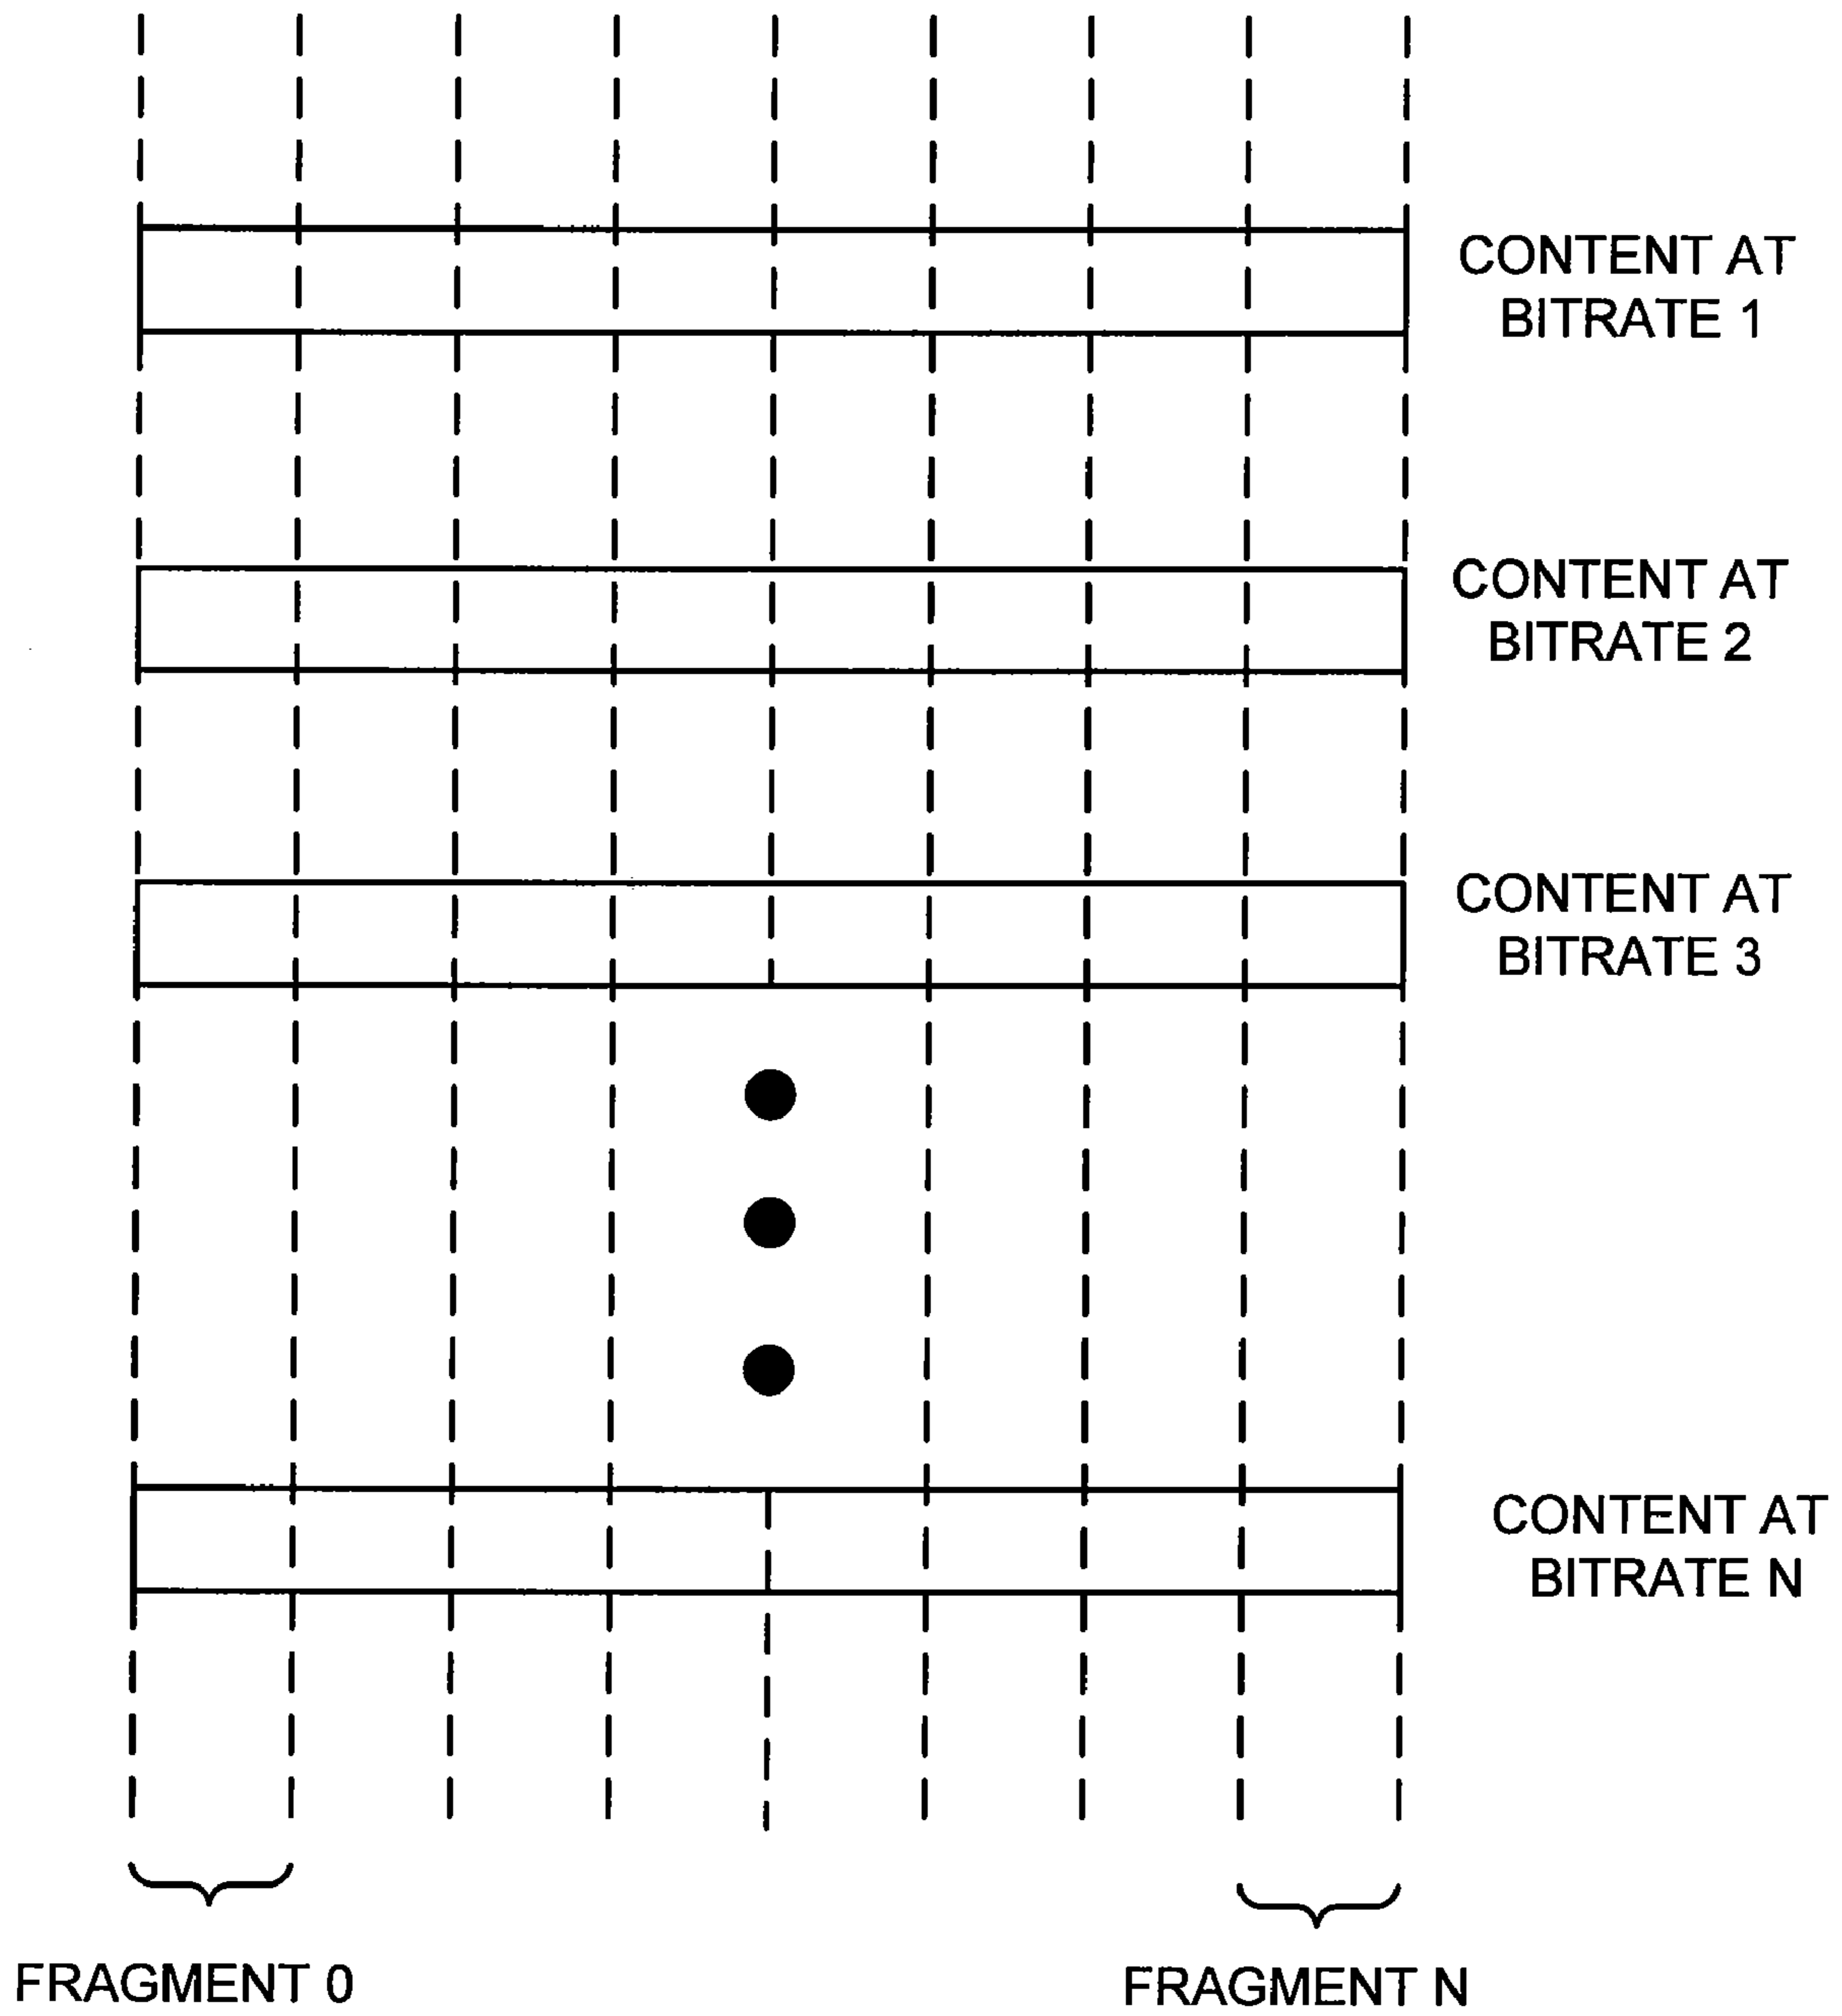 CONTENT AT
BITRATE 1
CONTENT AT
BITRATE 2
CONTENT AT
BITRATE 3
CONTENT AT
BITRATE N
FRAGMENT 0
FRAGMENT N